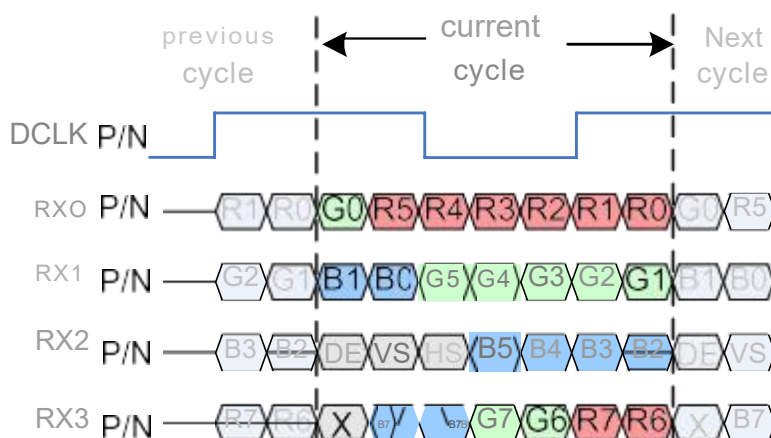 previous cycle
current cycle
Next cycle
DCLK P/N
RX0 P/N R1 R0 G0 R5 R4 R3 R2 R1 R0 G0 R5
RX1 P/N G2 G1 B1 B0 G5 G4 G3 G2 G1 B1 B0
RX2 P/N B3 B2 DE VS HS B5 B4 B3 B2 DE VS
RX3 P/N R7 R6 X B7 G7 G6 R7 R6 X B7